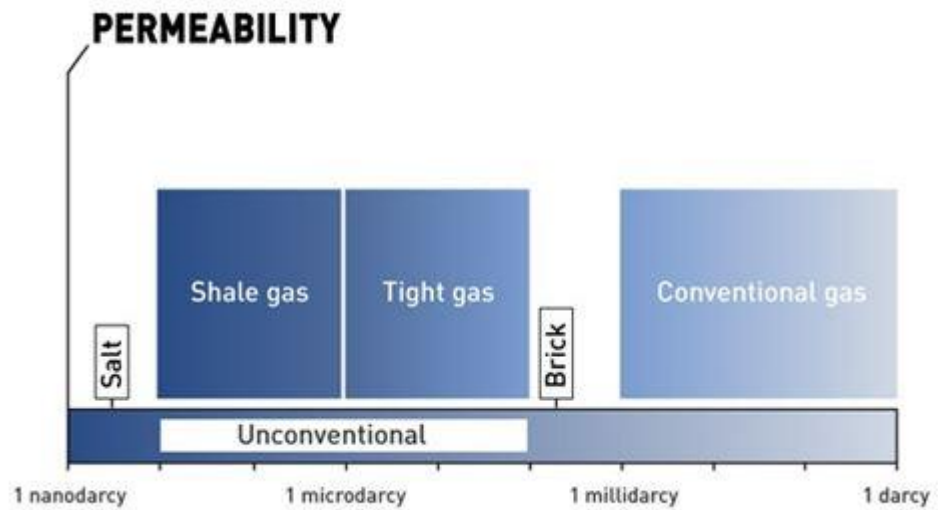 PERMEABILITY
Shale gas
Tight gas
Conventional gas
Salt
Brick
Unconventional
1 nanodarcy
1 microdarcy
1 millidarcy
1 darcy